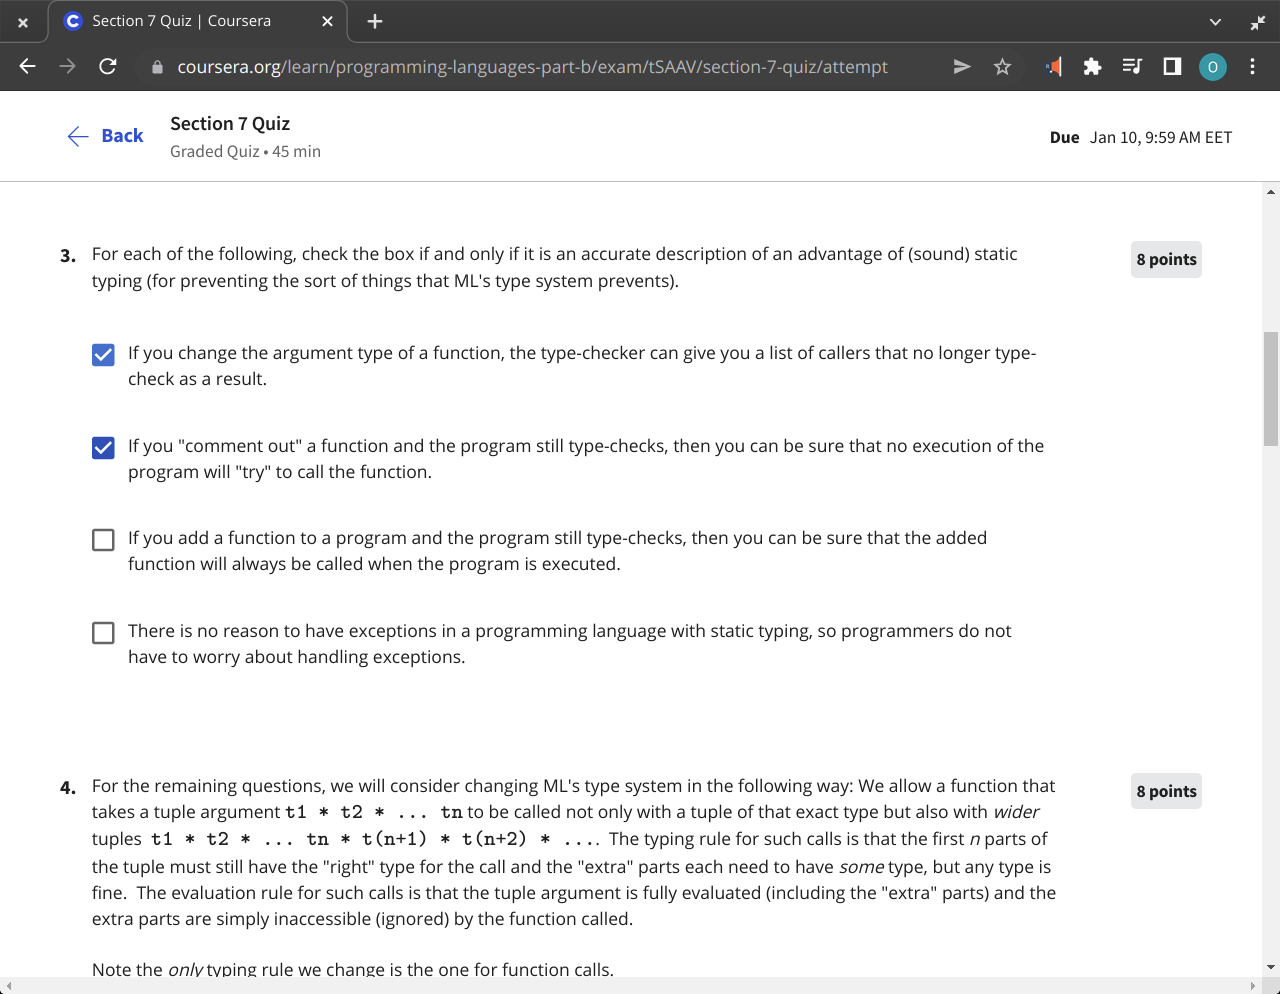 Section 7 Quiz | Coursera
coursera.org/learn/programming-languages-part-b/exam/tSAAV/section-7-quiz/attempt
O
Back
Section 7 Quiz
Graded Quiz • 45 min
Due Jan 10, 9:59 AM EET
3. For each of the following, check the box if and only if it is an accurate description of an advantage of (sound) static
typing (for preventing the sort of things that ML's type system prevents).
8 points
If you change the argument type of a function, the type-checker can give you a list of callers that no longer type-
check as a result.
If you "comment out" a function and the program still type-checks, then you can be sure that no execution of the
program will "try" to call the function.
If you add a function to a program and the program still type-checks, then you can be sure that the added
function will always be called when the program is executed.
There is no reason to have exceptions in a programming language with static typing, so programmers do not
have to worry about handling exceptions.
4. For the remaining questions, we will consider changing ML's type system in the following way: We allow a function that
takes a tuple argument t1 * t2 * ... tn to be called not only with a tuple of that exact type but also with wider
tuples t1 * t2 * ... tn * t(n+1) * t(n+2) * .... The typing rule for such calls is that the first n parts of
the tuple must still have the "right" type for the call and the "extra" parts each need to have some type, but any type is
fine. The evaluation rule for such calls is that the tuple argument is fully evaluated (including the "extra" parts) and the
extra parts are simply inaccessible (ignored) by the function called.
8 points
Note the only typing rule we change is the one for function calls.